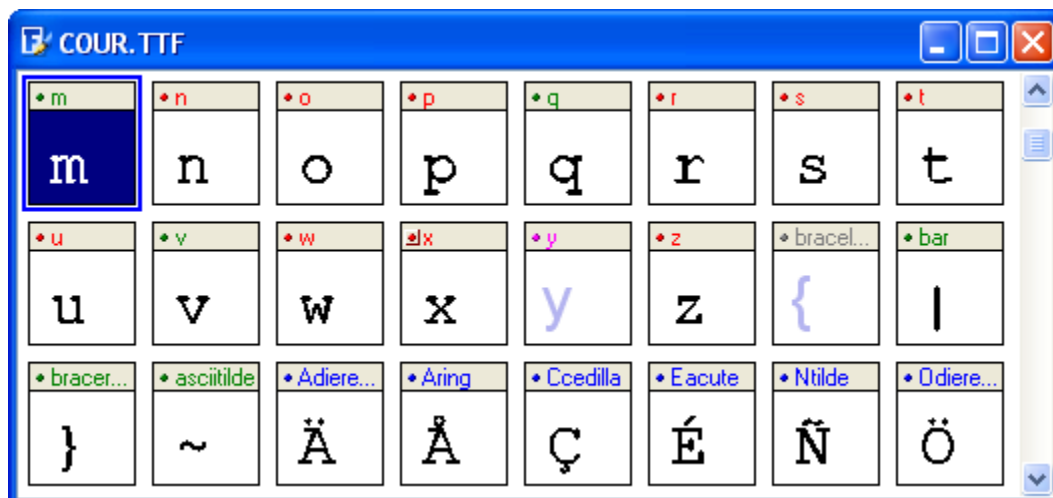 COUR.TTF
m n o p q r s t
m n o p q r s t
u v w x y z bracel... bar
u v w x y z { |
bracer... asciitilde Adiere... Aring Ccedilla Eacute Ntilde Odiere...
} ~ Ä Å Ç É Ñ Ö